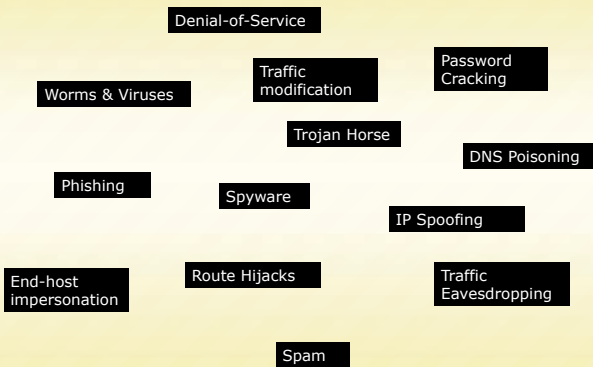 Denial-of-Service
Password
Cracking
Traffic
modification
Worms & Viruses
Trojan Horse
DNS Poisoning
Phishing
Spyware
IP Spoofing
Route Hijacks
Traffic
Eavesdropping
End-host
impersonation
Spam